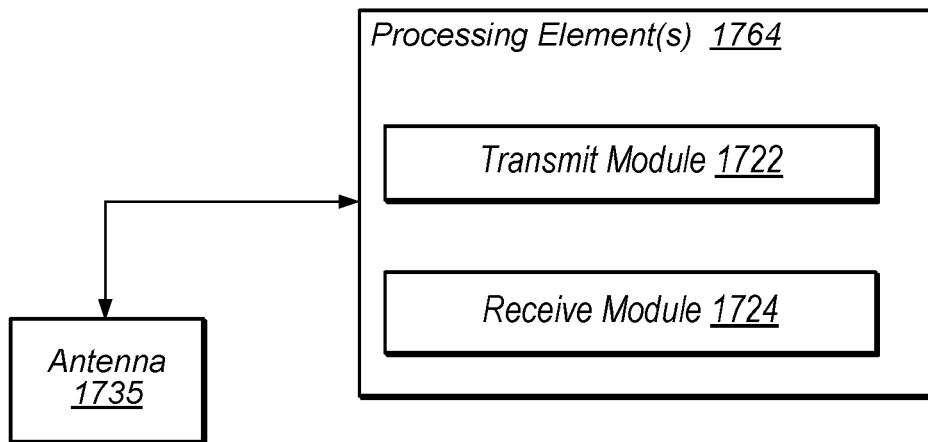 Processing Element(s) 1764
Transmit Module 1722
Receive Module 1724
Antenna
1735